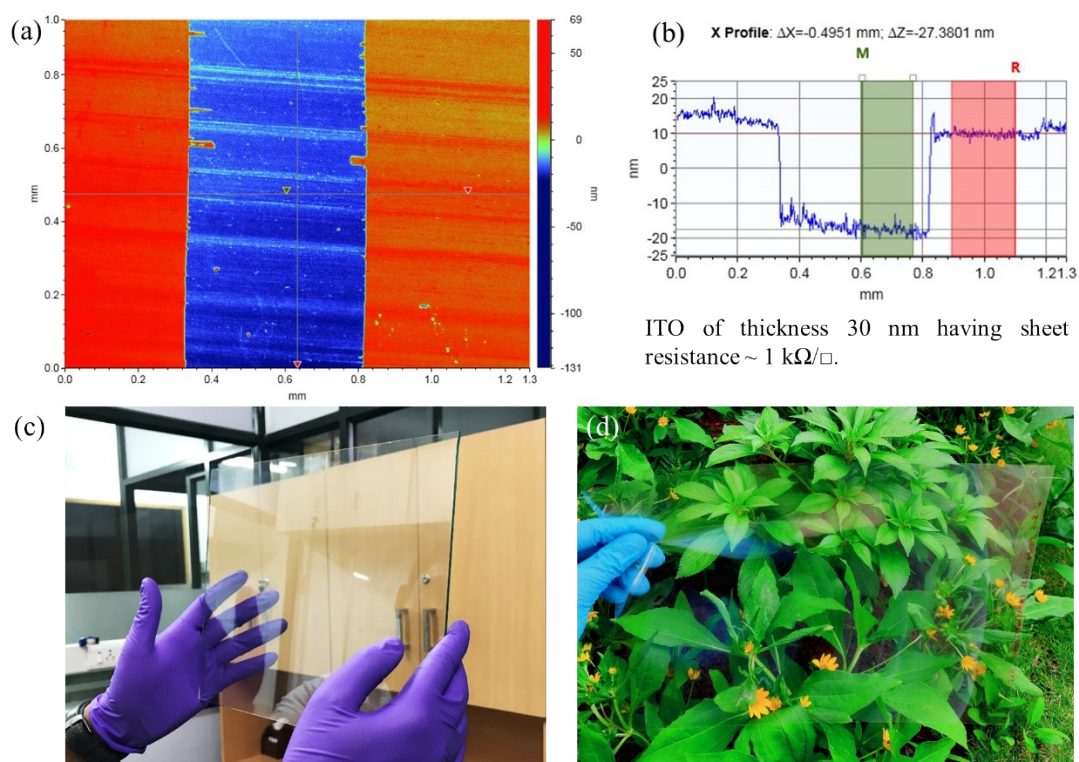 (a)
1.0
0.8
0.6
0.4
0.2
0.0
mm
0.0 0.2 0.4 0.6 0.8 1.0 1.2 1.3
mm
69
50
0
-50
-100
-131
nm
(b)
X Profile: ΔX=-0.4951 mm; ΔZ=-27.3801 nm
M
R
25
20
10
0
-10
-20
-25
nm
0.0 0.2 0.4 0.6 0.8 1.0 1.21.3
mm
ITO of thickness 30 nm having sheet
resistance ~ 1 kΩ/□.
(c)
(d)